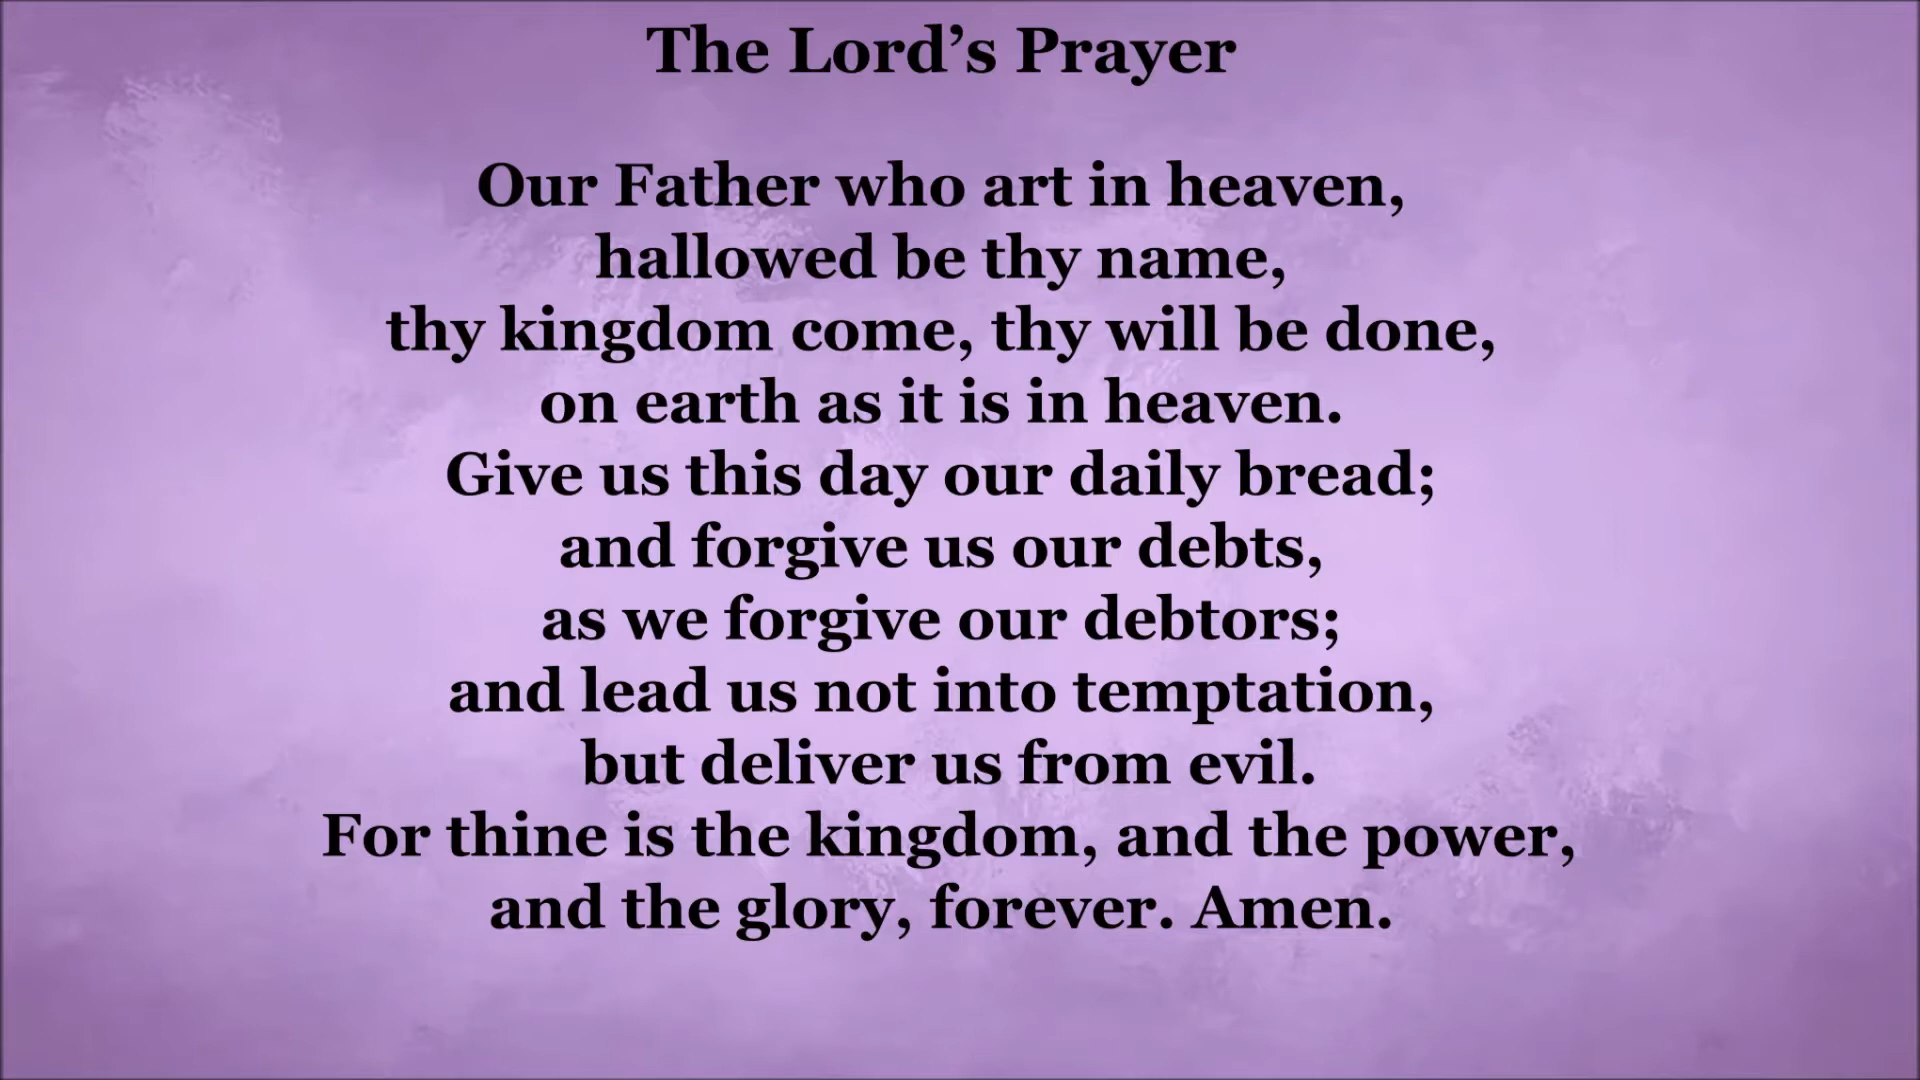 The Lord’s Prayer
Our Father who art in heaven,
hallowed be thy name,
thy kingdom come, thy will be done,
on earth as it is in heaven.
Give us this day our daily bread;
and forgive us our debts,
as we forgive our debtors;
and lead us not into temptation,
but deliver us from evil.
For thine is the kingdom, and the power,
and the glory, forever. Amen.